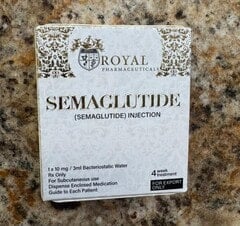 ROYAL
PHARMACEUTICALS
SEMAGLUTIDE
(SEMAGLUTIDE) INJECTION
1 x 10 mg / 3ml Bacteriostatic Water
Rx Only
For Subcutaneous use
Dispense Enclosed Medication
Guide to Each Patient
4 week
treatment
FOR EXPORT
ONLY